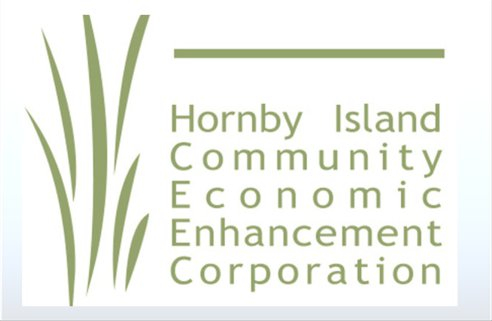 Hornby Island
Community
Economic
Enhancement
Corporation